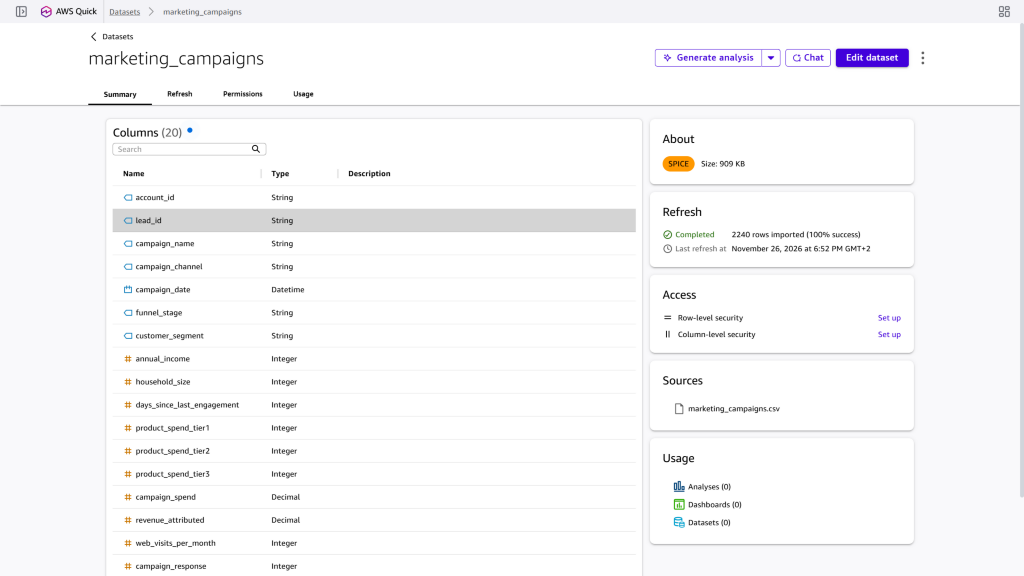 AWS Quick Datasets marketing_campaigns
Datasets
marketing_campaigns
Generate analysis Chat Edit dataset
Summary Refresh Permissions Usage
Columns (20)
Search
Name Type Description
account_id String
lead_id String
campaign_name String
campaign_channel String
campaign_date Datetime
funnel_stage String
customer_segment String
annual_income Integer
household_size Integer
days_since_last_engagement Integer
product_spend_tier1 Integer
product_spend_tier2 Integer
product_spend_tier3 Integer
campaign_spend Decimal
revenue_attributed Decimal
web_visits_per_month Integer
campaign_response Integer
About
SPICE Size: 909 KB
Refresh
Completed 2240 rows imported (100% success)
Last refresh at November 26, 2026 at 6:52 PM GMT+2
Access
Row-level security Set up
Column-level security Set up
Sources
marketing_campaigns.csv
Usage
Analyses (0)
Dashboards (0)
Datasets (0)